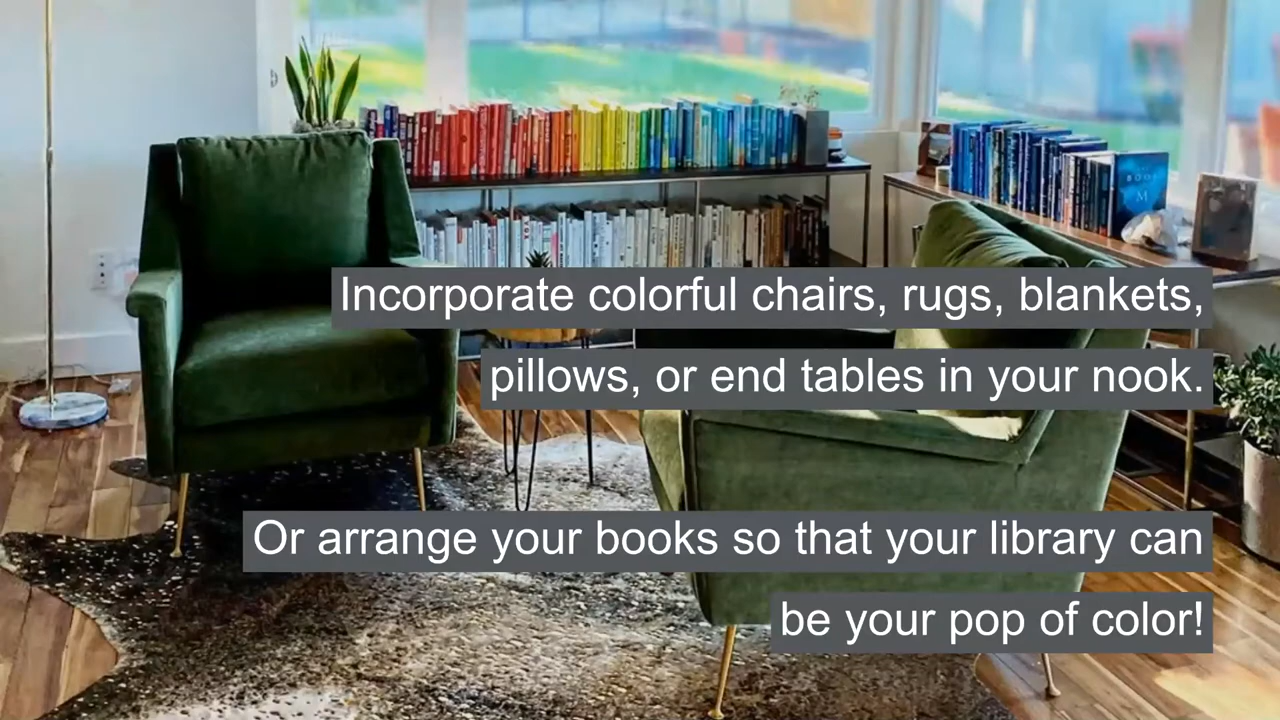 Incorporate colorful chairs, rugs, blankets,
pillows, or end tables in your nook.
Or arrange your books so that your library can
be your pop of color!
BOOK
M